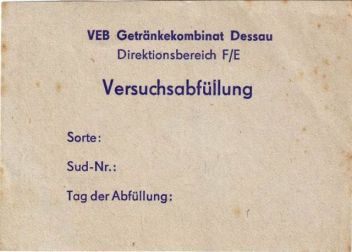 VEB Getränkekombinat Dessau
Direktionsbereich F/E
Versuchsabfüllung
Sorte:
Sud-Nr.:
Tag der Abfüllung: